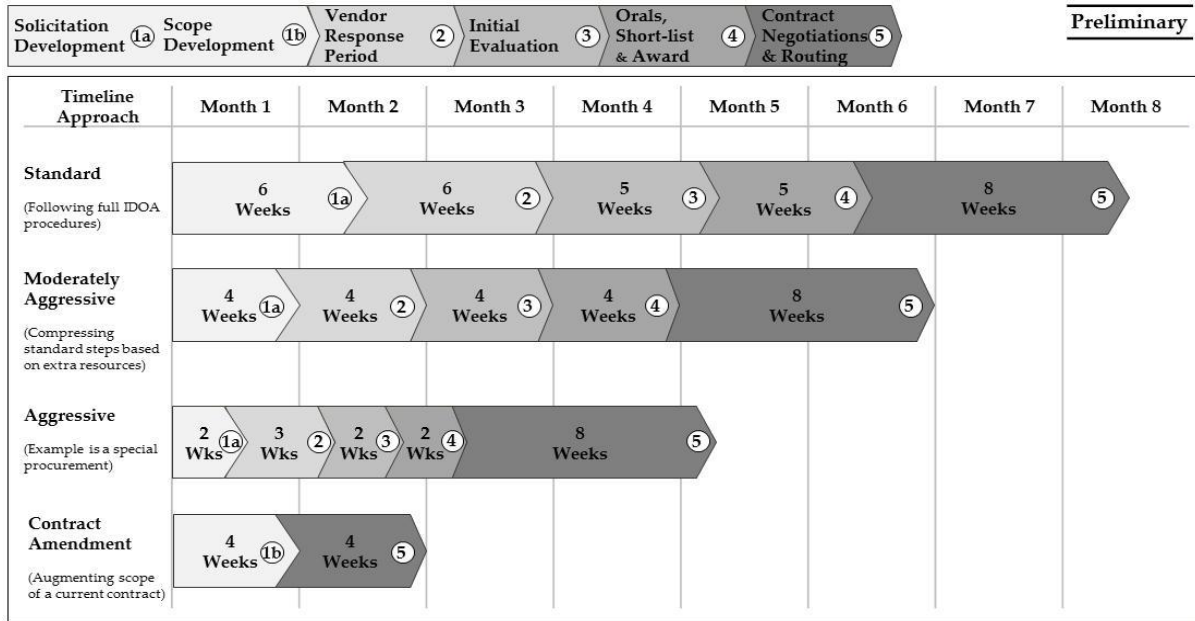 Solicitation
Development
1a
Scope
Development
1b
Vendor
Response
Period
2
Initial
Evaluation
3
Orals,
Short-list
& Award
4
Contract
Negotiations
& Routing
5
Preliminary
Timeline
Approach
Month 1
Month 2
Month 3
Month 4
Month 5
Month 6
Month 7
Month 8
Standard
(Following full IDOA
procedures)
6
Weeks
1a
6
Weeks
2
5
Weeks
3
5
Weeks
4
8
Weeks
5
Moderately
Aggressive
(Compressing
standard steps based
on extra resources)
4
Weeks
1a
4
Weeks
2
4
Weeks
3
4
Weeks
4
8
Weeks
5
Aggressive
(Example is a special
procurement)
2
Wks
1a
3
Wks
2
2
Wks
3
2
Wks
4
8
Weeks
5
Contract
Amendment
(Augmenting scope
of a current contract)
4
Weeks
1b
4
Weeks
5